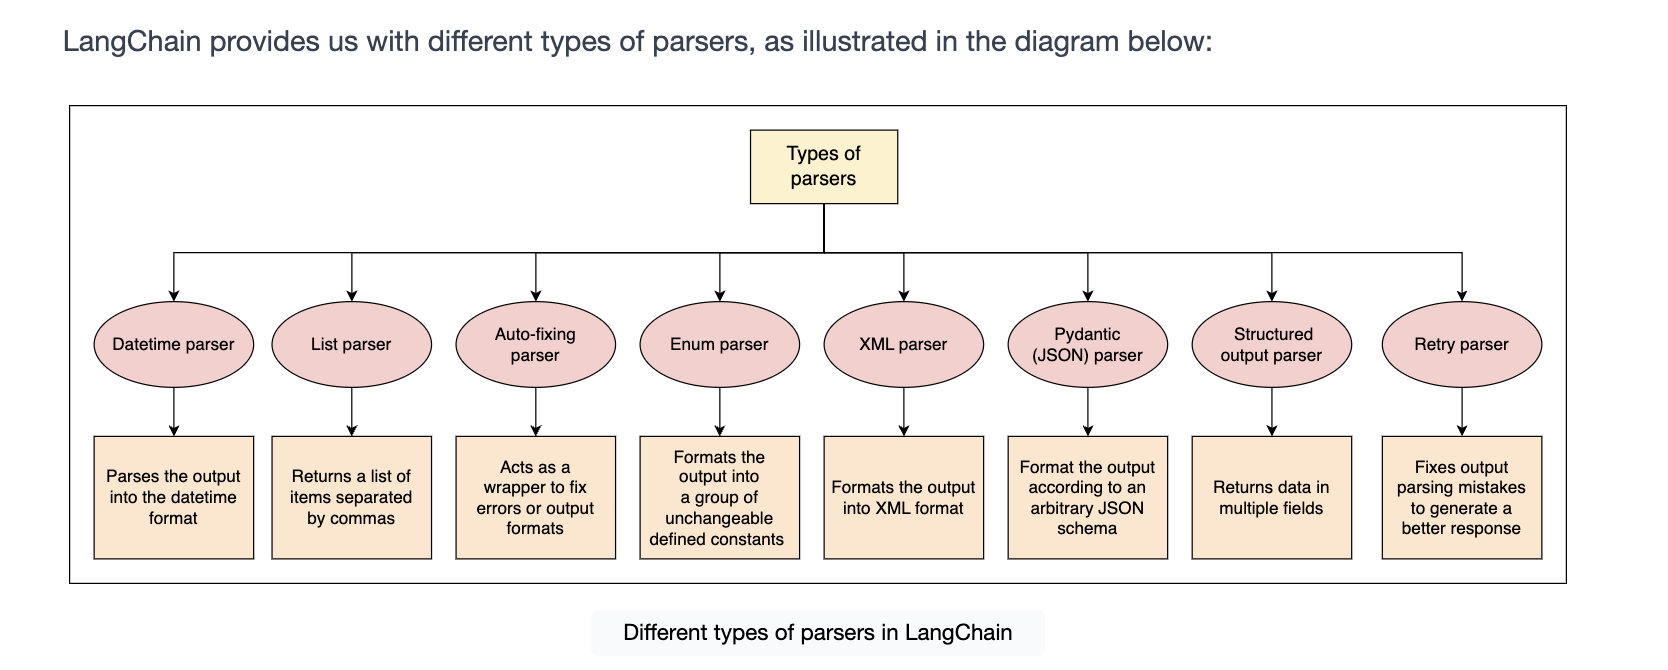 LangChain provides us with different types of parsers, as illustrated in the diagram below:
Types of
parsers
Datetime parser
List parser
Auto-fixing
parser
Enum parser
XML parser
Pydantic
(JSON) parser
Structured
output parser
Retry parser
Parses the output
into the datetime
format
Returns a list of
items separated
by commas
Acts as a
wrapper to fix
errors or output
formats
Formats the
output into
a group of
unchangeable
defined constants
Formats the output
into XML format
Format the output
according to an
arbitrary JSON
schema
Returns data in
multiple fields
Fixes output
parsing mistakes
to generate a
better response
Different types of parsers in LangChain